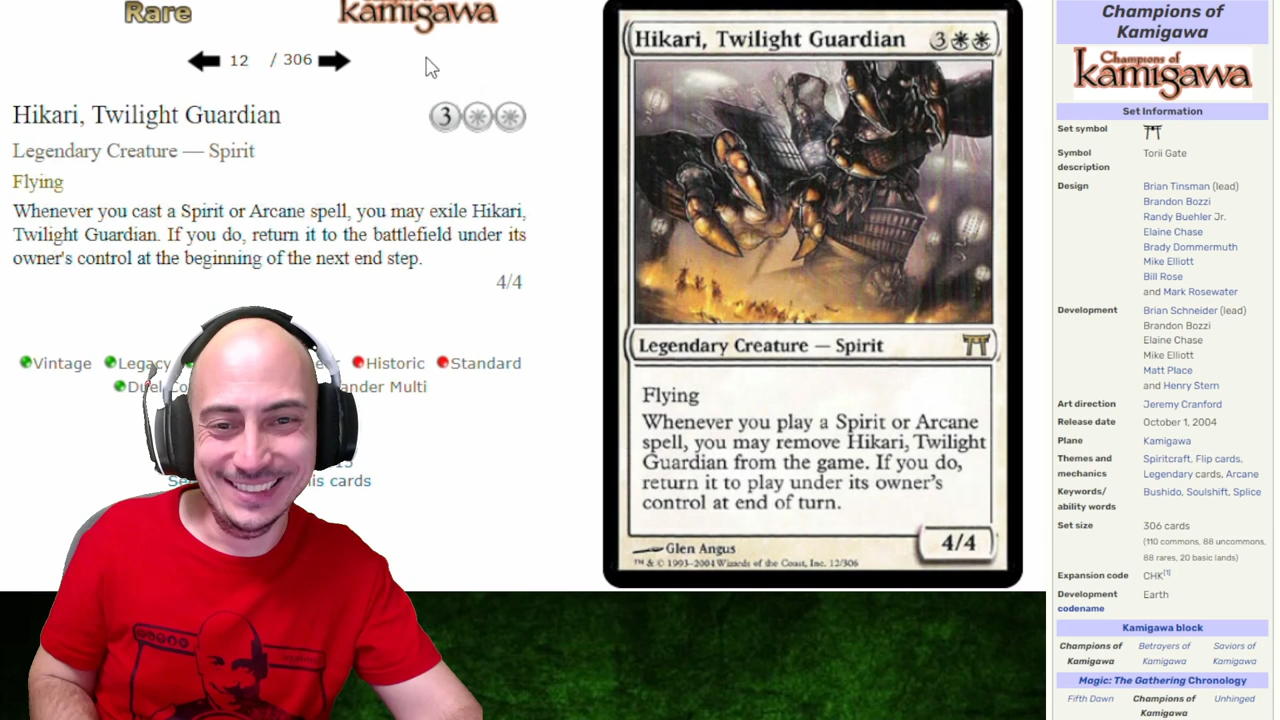 Rare
kamigawa
12 / 306
Hikari, Twilight Guardian
3
Legendary Creature — Spirit
Flying
Whenever you cast a Spirit or Arcane spell, you may exile Hikari,
Twilight Guardian. If you do, return it to the battlefield under its
owner's control at the beginning of the next end step.
4/4
Vintage Legacy Historic Standard
Duel Co ander Multi
is cards
Hikari, Twilight Guardian 3
Legendary Creature — Spirit
Flying
Whenever you play a Spirit or Arcane
spell, you may remove Hikari, Twilight
Guardian from the game. If you do,
return it to play under its owner's
control at end of turn.
4/4
Glen Angus
™ & © 1993–2004 Wizards of the Coast, Inc. 12/306
Champions of
Kamigawa
Champions of
kamigawa
Set Information
Set symbol
Symbol description Torii Gate
Design Brian Tinsman (lead)
Brandon Bozzi
Randy Buehler Jr.
Elaine Chase
Brady Dommermuth
Mike Elliott
Bill Rose
and Mark Rosewater
Development Brian Schneider (lead)
Brandon Bozzi
Elaine Chase
Mike Elliott
Matt Place
and Henry Stern
Art direction Jeremy Cranford
Release date October 1, 2004
Plane Kamigawa
Themes and mechanics Spiritcraft, Flip cards,
Legendary cards, Arcane
Keywords/ ability words Bushido, Soulshift, Splice
Set size 306 cards
(110 commons, 88 uncommons,
88 rares, 20 basic lands)
Expansion code CHK[1]
Development codename Earth
Kamigawa block
Champions of Kamigawa Betrayers of Kamigawa Saviors of Kamigawa
Magic: The Gathering Chronology
Fifth Dawn Champions of Kamigawa Unhinged